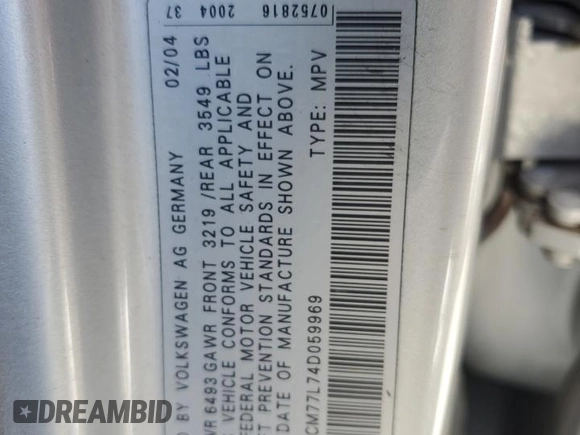 37 2004 0752816
D BY VOLKSWAGEN AG GERMANY 02/04
VR 6493 GAWR FRONT 3219 /REAR 3549 LBS
VEHICLE CONFORMS TO ALL APPLICABLE
FEDERAL MOTOR VEHICLE SAFETY AND
T PREVENTION STANDARDS IN EFFECT ON
DATE OF MANUFACTURE SHOWN ABOVE.
TYPE: MPV
CM77L74D059969
DREAMBID